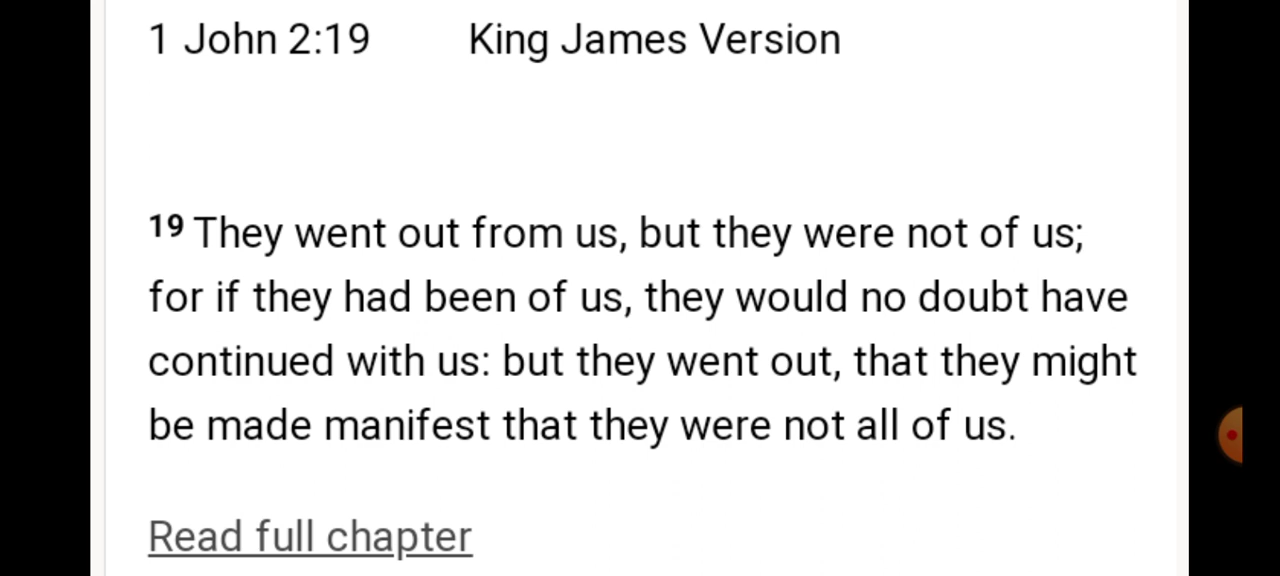 1 John 2:19 King James Version
19 They went out from us, but they were not of us;
for if they had been of us, they would no doubt have
continued with us: but they went out, that they might
be made manifest that they were not all of us.
Read full chapter